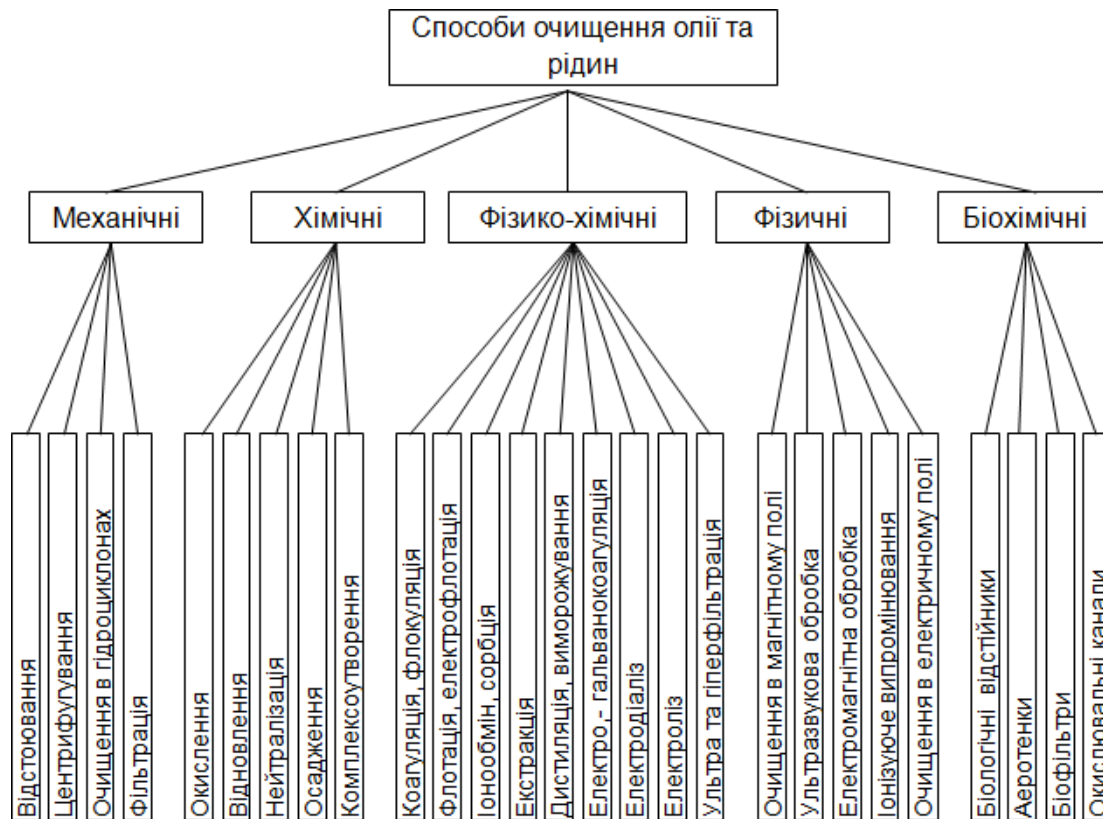 Способи очищення олії та
рідин
Механічні
Хімічні
Фізико-хімічні
Фізичні
Біохімічні
Відстоювання
Центрифугування
Очищення в гідроциклонах
Фільтрація
Окислення
Відновлення
Нейтралізація
Осадження
Комплексоутворення
Коагуляція, флокуляція
Флотація, електрофлотація
Іонообмін, сорбція
Екстракція
Дистиляція, виморожування
Електро,- гальванокоагуляція
Електродіаліз
Електроліз
Ультра та гіперфільтрація
Очищення в магнітному полі
Ультразвукова обробка
Електромагнітна обробка
Іонізуюче випромінювання
Очищення в електричному полі
Біологічні відстійники
Аеротенки
Біофільтри
Окислювальні канали